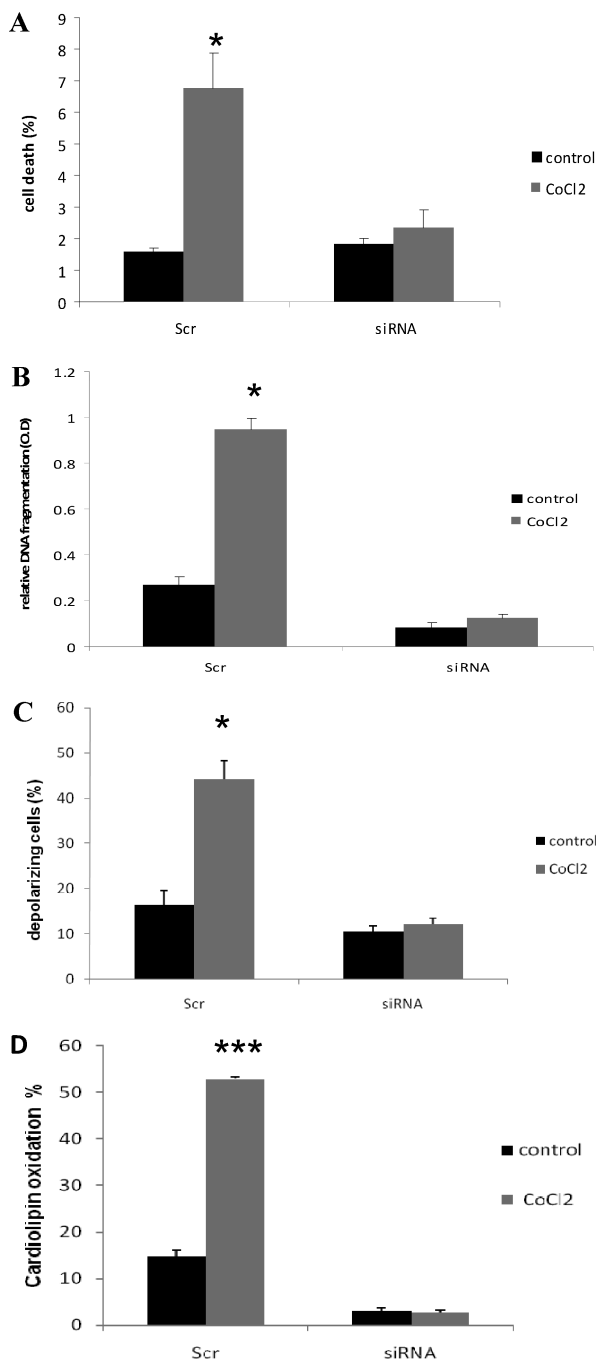 A
cell death (%)
9
8
7
6
5
4
3
2
1
0
*
Scr
siRNA
control
CoCl2
B
relative DNA fragmentation (O.D)
1.2
1
0.8
0.6
0.4
0.2
0
*
Scr
siRNA
control
CoCl2
C
depolarizing cells (%)
60
50
40
30
20
10
0
*
Scr
siRNA
control
CoCl2
D
Cardiolipin oxidation %
60
50
40
30
20
10
0
***
Scr
siRNA
control
CoCl2